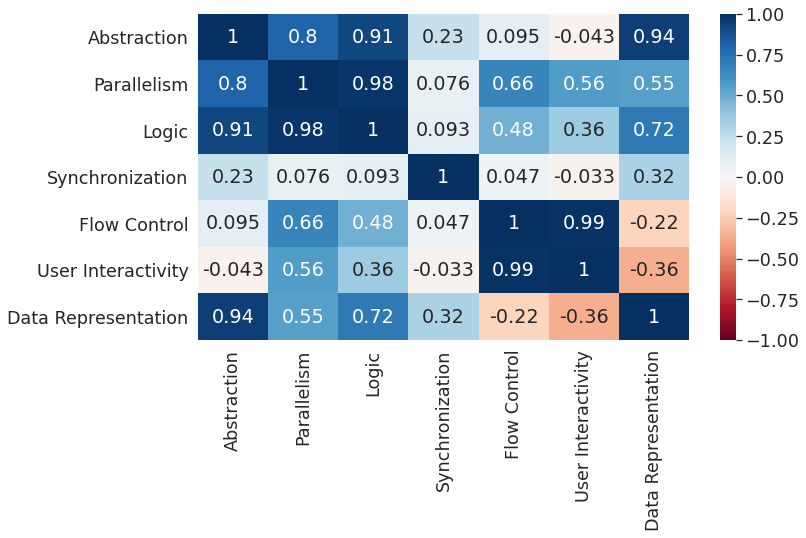 Abstraction 1 0.8 0.91 0.23 0.095 -0.043 0.94
Parallelism 0.8 1 0.98 0.076 0.66 0.56 0.55
Logic 0.91 0.98 1 0.093 0.48 0.36 0.72
Synchronization 0.23 0.076 0.093 1 0.047 -0.033 0.32
Flow Control 0.095 0.66 0.48 0.047 1 0.99 -0.22
User Interactivity -0.043 0.56 0.36 -0.033 0.99 1 -0.36
Data Representation 0.94 0.55 0.72 0.32 -0.22 -0.36 1
Abstraction
Parallelism
Logic
Synchronization
Flow Control
User Interactivity
Data Representation
1.00
0.75
0.50
0.25
0.00
−0.25
−0.50
−0.75
−1.00